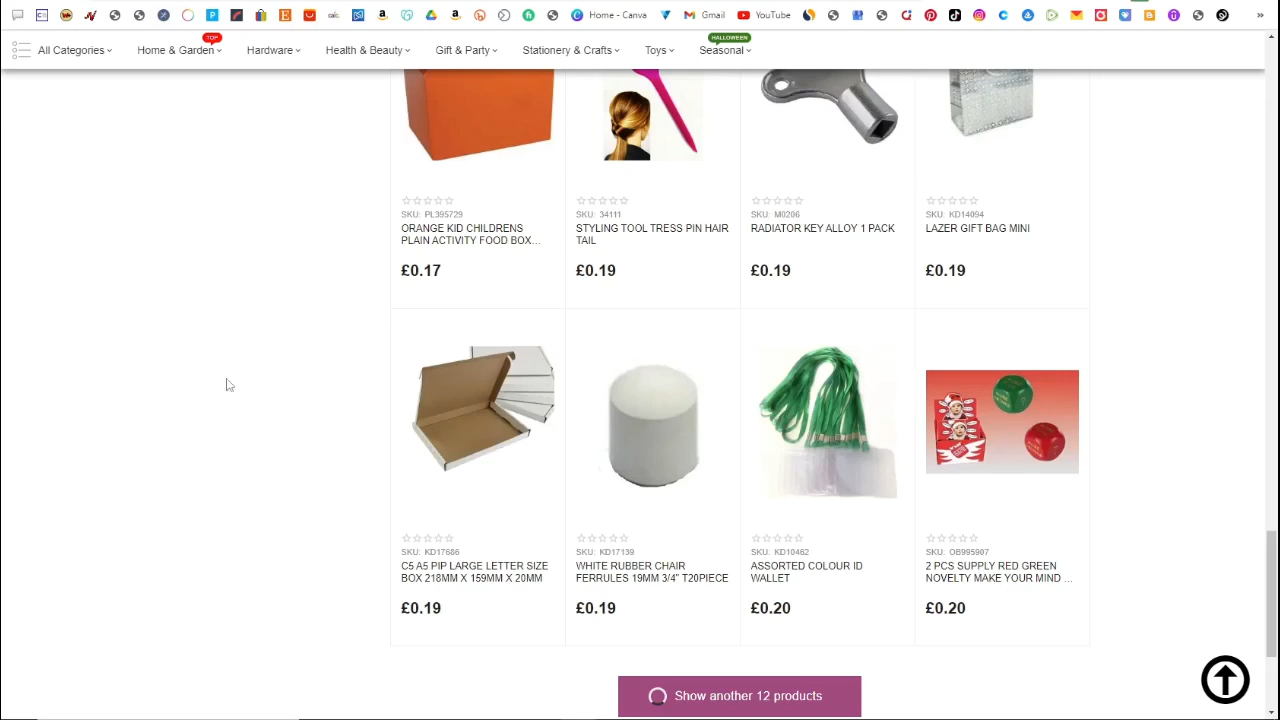 Home - Canva
Gmail
YouTube
»
TOP
HALLOWEEN
All Categories
Home & Garden
Hardware
Health & Beauty
Gift & Party
Stationery & Crafts
Toys
Seasonal
SKU: PL395729
ORANGE KID CHILDRENS
PLAIN ACTIVITY FOOD BOX...
£0.17
SKU: 34111
STYLING TOOL TRESS PIN HAIR
TAIL
£0.19
SKU: M0206
RADIATOR KEY ALLOY 1 PACK
£0.19
SKU: KD14094
LAZER GIFT BAG MINI
£0.19
SKU: KD17686
C5 A5 PIP LARGE LETTER SIZE
BOX 218MM X 159MM X 20MM
£0.19
SKU: KD17139
WHITE RUBBER CHAIR
FERRULES 19MM 3/4" T20PIECE
£0.19
SKU: KD10462
ASSORTED COLOUR ID
WALLET
£0.20
SKU: OB995907
2 PCS SUPPLY RED GREEN
NOVELTY MAKE YOUR MIND ...
£0.20
Show another 12 products